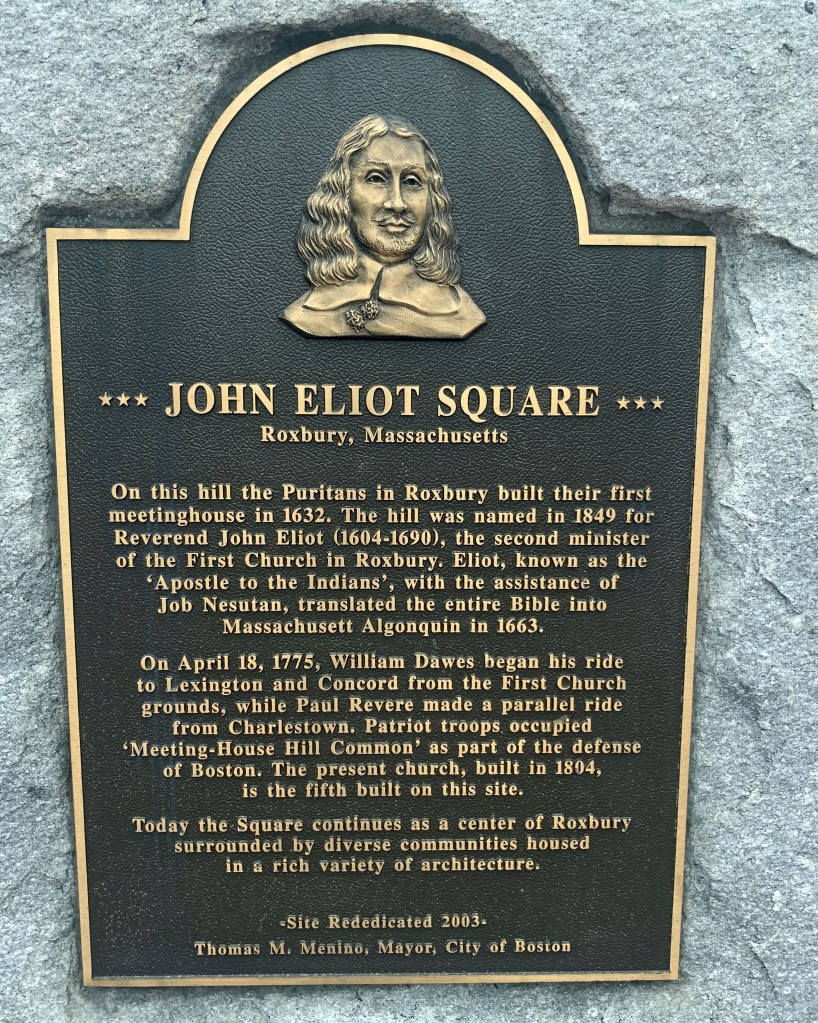 ★★★ JOHN ELIOT SQUARE ★★★
Roxbury, Massachusetts
On this hill the Puritans in Roxbury built their first
meetinghouse in 1632. The hill was named in 1849 for
Reverend John Eliot (1604-1690), the second minister
of the First Church in Roxbury. Eliot, known as the
‘Apostle to the Indians’, with the assistance of
Job Nesutan, translated the entire Bible into
Massachusett Algonquin in 1663.
On April 18, 1775, William Dawes began his ride
to Lexington and Concord from the First Church
grounds, while Paul Revere made a parallel ride
from Charlestown. Patriot troops occupied
‘Meeting-House Hill Common’ as part of the defense
of Boston. The present church, built in 1804,
is the fifth built on this site.
Today the Square continues as a center of Roxbury
surrounded by diverse communities housed
in a rich variety of architecture.
-Site Rededicated 2003-
Thomas M. Menino, Mayor, City of Boston